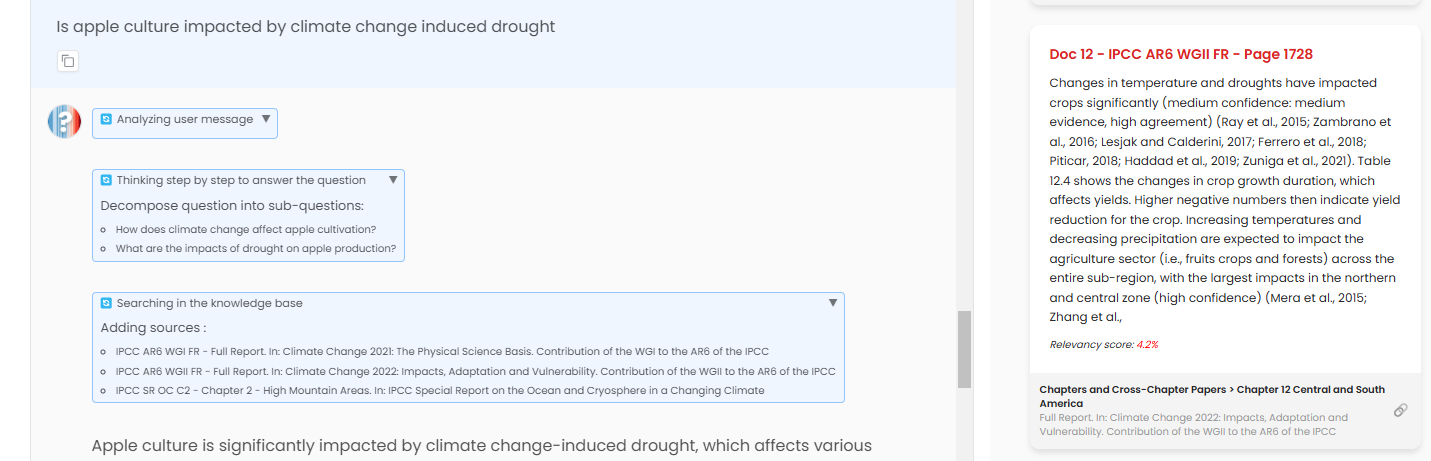 Is apple culture impacted by climate change induced drought
Analyzing user message
Thinking step by step to answer the question
Decompose question into sub-questions:
How does climate change affect apple cultivation?
What are the impacts of drought on apple production?
Searching in the knowledge base
Adding sources :
IPCC AR6 WGI FR - Full Report. In: Climate Change 2021: The Physical Science Basis. Contribution of the WGI to the AR6 of the IPCC
IPCC AR6 WGII FR - Full Report. In: Climate Change 2022: Impacts, Adaptation and Vulnerability. Contribution of the WGII to the AR6 of the IPCC
IPCC SR OC C2 - Chapter 2 - High Mountain Areas. In: IPCC Special Report on the Ocean and Cryosphere in a Changing Climate
Apple culture is significantly impacted by climate change-induced drought, which affects various
Doc 12 - IPCC AR6 WGII FR - Page 1728
Changes in temperature and droughts have impacted
crops significantly (medium confidence: medium
evidence, high agreement) (Ray et al., 2015; Zambrano et
al., 2016; Lesjak and Calderini, 2017; Ferrero et al., 2018;
Piticar, 2018; Haddad et al., 2019; Zuniga et al., 2021). Table
12.4 shows the changes in crop growth duration, which
affects yields. Higher negative numbers then indicate yield
reduction for the crop. Increasing temperatures and
decreasing precipitation are expected to impact the
agriculture sector (i.e., fruits crops and forests) across the
entire sub-region, with the largest impacts in the northern
and central zone (high confidence) (Mera et al., 2015;
Zhang et al.,
Relevancy score: 4.2%
Chapters and Cross-Chapter Papers > Chapter 12 Central and South
America
Full Report. In: Climate Change 2022: Impacts, Adaptation and
Vulnerability. Contribution of the WGII to the AR6 of the IPCC